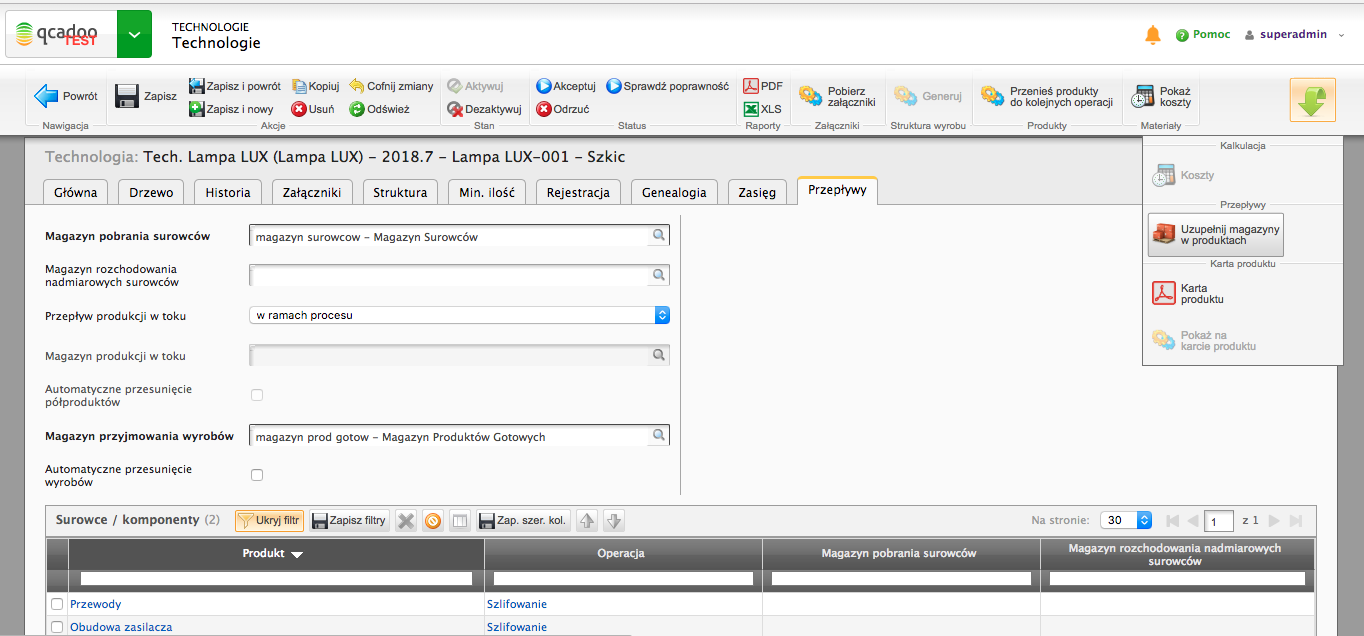 qcadoo
TEST
TECHNOLOGIE
Technologie
Pomoc
superadmin
Powrót
Nawigacja
Zapisz
Zapisz i powrót
Kopiuj
Cofnij zmiany
Zapisz i nowy
Usuń
Odśwież
Akcje
Aktywuj
Dezaktywuj
Stan
Akceptuj
Sprawdź poprawność
Odrzuć
Status
PDF
XLS
Raporty
Pobierz
załączniki
Załączniki
Generuj
Struktura wyrobu
Przenieś produkty
do kolejnych operacji
Produkty
Pokaż
koszty
Materiały
Kalkulacja
Koszty
Przepływy
Uzupełnij magazyny
w produktach
Karta produktu
Karta
produktu
Pokaż na
karcie produktu
Technologia: Tech. Lampa LUX (Lampa LUX) – 2018.7 – Lampa LUX-001 – Szkic
Główna
Drzewo
Historia
Załączniki
Struktura
Min. ilość
Rejestracja
Genealogia
Zasięg
Przepływy
Magazyn pobrania surowców
magazyn surowcow – Magazyn Surowców
Magazyn rozchodowania
nadmiarowych surowców
Przepływ produkcji w toku
w ramach procesu
Magazyn produkcji w toku
Automatyczne przesunięcie
półproduktów
Magazyn przyjmowania wyrobów
magazyn prod gotow – Magazyn Produktów Gotowych
Automatyczne przesunięcie
wyrobów
Surowce / komponenty (2)
Ukryj filtr
Zapisz filtry
Zap. szer. kol.
Na stronie:
30
1
z 1
Produkt
Operacja
Magazyn pobrania surowców
Magazyn rozchodowania nadmiarowych
surowców
Przewody
Szlifowanie
Obudowa zasilacza
Szlifowanie